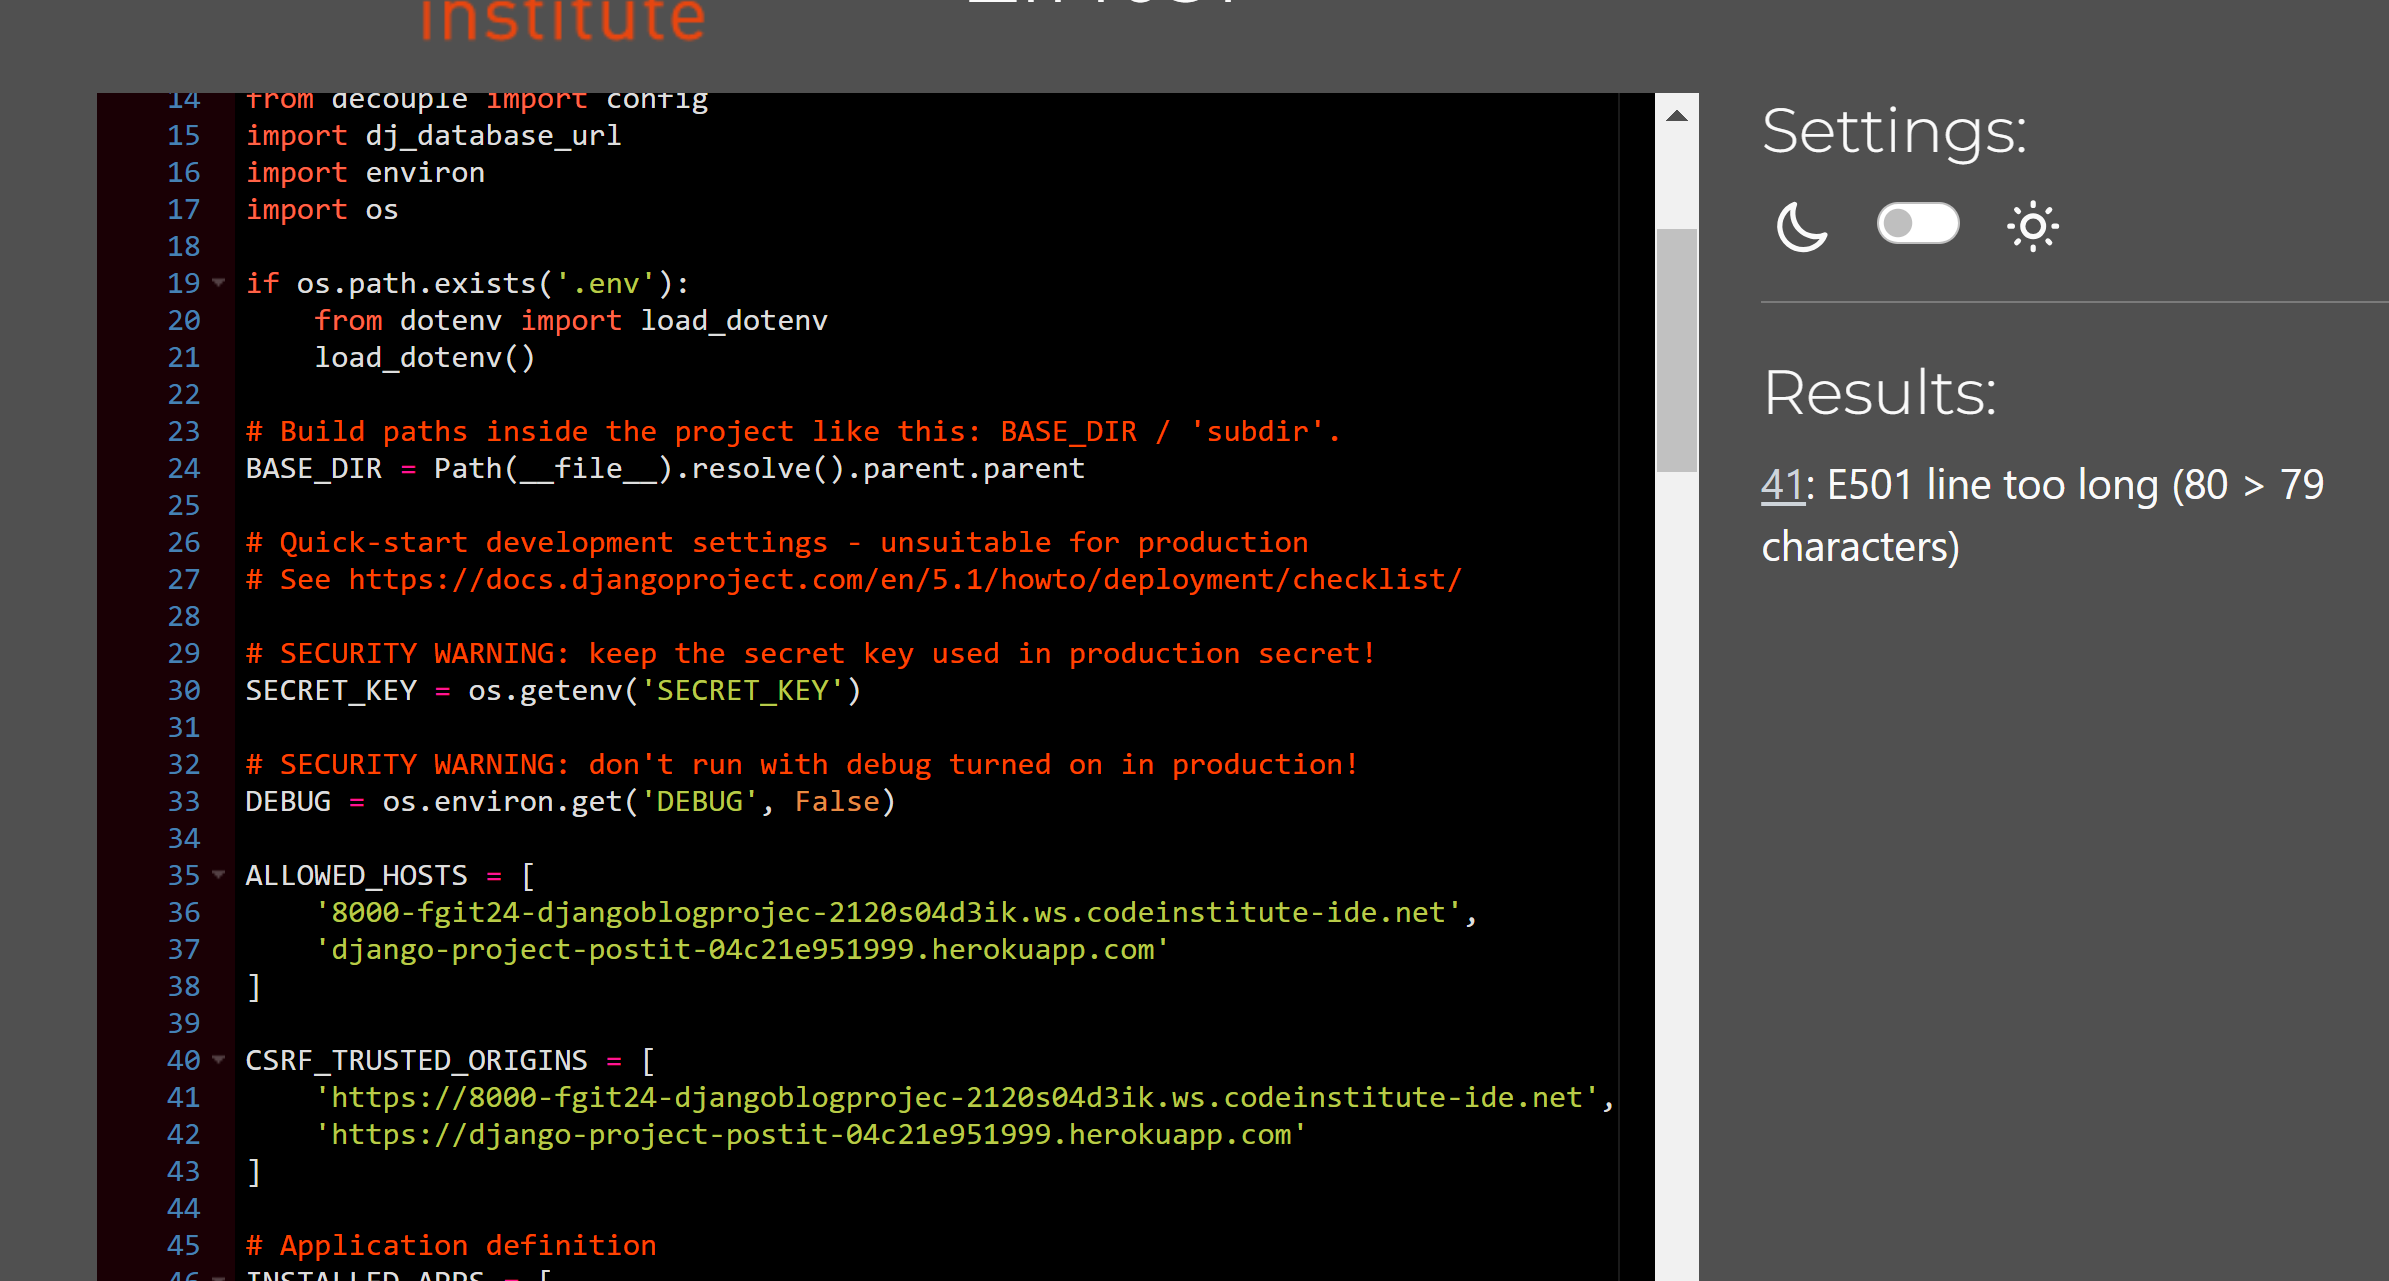 institute
14 from decouple import config
15 import dj_database_url
16 import environ
17 import os
18
19 if os.path.exists('.env'):
20     from dotenv import load_dotenv
21     load_dotenv()
22
23 # Build paths inside the project like this: BASE_DIR / 'subdir'.
24 BASE_DIR = Path(__file__).resolve().parent.parent
25
26 # Quick-start development settings - unsuitable for production
27 # See https://docs.djangoproject.com/en/5.1/howto/deployment/checklist/
28
29 # SECURITY WARNING: keep the secret key used in production secret!
30 SECRET_KEY = os.getenv('SECRET_KEY')
31
32 # SECURITY WARNING: don't run with debug turned on in production!
33 DEBUG = os.environ.get('DEBUG', False)
34
35 ALLOWED_HOSTS = [
36     '8000-fgit24-djangoblogprojec-2120s04d3ik.ws.codeinstitute-ide.net',
37     'django-project-postit-04c21e951999.herokuapp.com'
38 ]
39
40 CSRF_TRUSTED_ORIGINS = [
41     'https://8000-fgit24-djangoblogprojec-2120s04d3ik.ws.codeinstitute-ide.net',
42     'https://django-project-postit-04c21e951999.herokuapp.com'
43 ]
44
45 # Application definition
46 INSTALLED_APPS = [
Settings:
Results:
41: E501 line too long (80 > 79
characters)